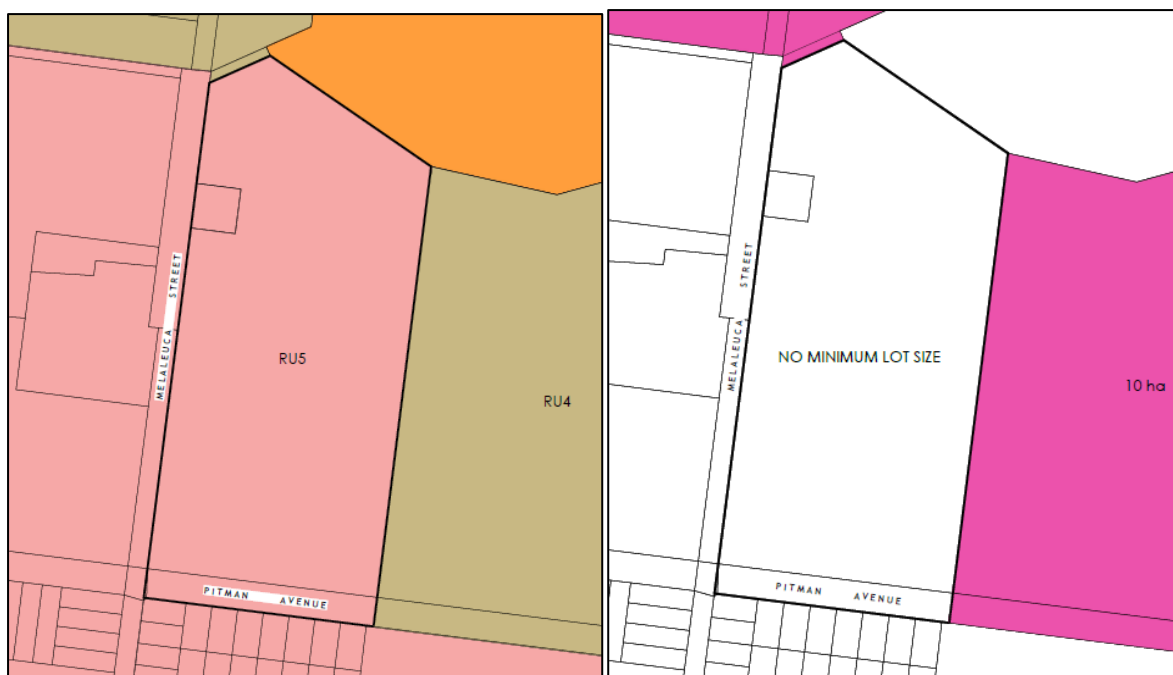 MELALEUCA STREET
RU5
RU4
PITMAN AVENUE
MELALEUCA STREET
NO MINIMUM LOT SIZE
10 ha
PITMAN AVENUE